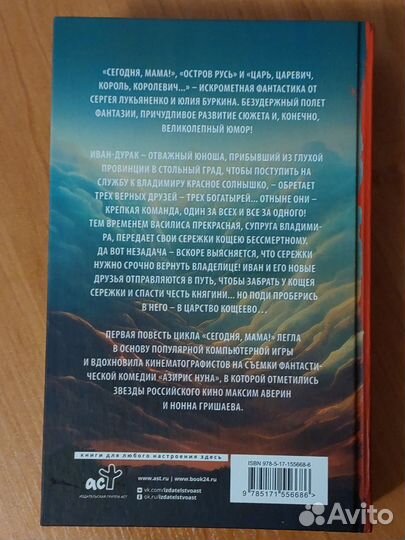 «СЕГОДНЯ, МАМА!», «ОСТРОВ РУСЬ» И «ЦАРЬ, ЦАРЕВИЧ,
КОРОЛЬ, КОРОЛЕВИЧ...» – ИСКРОМЕТНАЯ ФАНТАСТИКА ОТ
СЕРГЕЯ ЛУКЬЯНЕНКО И ЮЛИЯ БУРКИНА. БЕЗУДЕРЖНЫЙ ПОЛЕТ
ФАНТАЗИИ, ПРИЧУДЛИВОЕ РАЗВИТИЕ СЮЖЕТА И, КОНЕЧНО,
ВЕЛИКОЛЕПНЫЙ ЮМОР!
ИВАН-ДУРАК – ОТВАЖНЫЙ ЮНОША, ПРИБЫВШИЙ ИЗ ГЛУХОЙ
ПРОВИНЦИИ В СТОЛЬНЫЙ ГРАД, ЧТОБЫ ПОСТУПИТЬ НА
СЛУЖБУ К ВЛАДИМИРУ КРАСНОЕ СОЛНЫШКО, – ОБРЕТАЕТ
ТРЕХ ВЕРНЫХ ДРУЗЕЙ – ТРЕХ БОГАТЫРЕЙ... ОТНЫНЕ ОНИ –
КРЕПКАЯ КОМАНДА, ОДИН ЗА ВСЕХ И ВСЕ ЗА ОДНОГО!
ТЕМ ВРЕМЕНЕМ ВАСИЛИСА ПРЕКРАСНАЯ, СУПРУГА ВЛАДИМИ-
РА, ПЕРЕДАЕТ СВОИ СЕРЕЖКИ КОЩЕЮ БЕССМЕРТНОМУ.
ДА ВОТ НЕЗАДАЧА – ВСКОРЕ ВЫЯСНЯЕТСЯ, ЧТО СЕРЕЖКИ
НУЖНО СРОЧНО ВЕРНУТЬ ВЛАДЕЛИЦЕ! ИВАН И ЕГО НОВЫЕ
ДРУЗЬЯ ОТПРАВЛЯЮТСЯ В ПУТЬ, ЧТОБЫ ЗАБРАТЬ У КОЩЕЯ
СЕРЕЖКИ И СПАСТИ ЧЕСТЬ КНЯГИНИ... НО ПОДИ ПРОБЕРИСЬ
В НЕГО – В ЦАРСТВО КОЩЕЕВО...
ПЕРВАЯ ПОВЕСТЬ ЦИКЛА «СЕГОДНЯ, МАМА!» ЛЕГЛА
В ОСНОВУ ПОПУЛЯРНОЙ КОМПЬЮТЕРНОЙ ИГРЫ
И ВДОХНОВИЛА КИНЕМАТОГРАФИСТОВ НА СЪЕМКИ ФАНТАСТИ-
ЧЕСКОЙ КОМЕДИИ «АЗИРИС НУНА», В КОТОРОЙ ОТМЕТИЛИСЬ
ЗВЕЗДЫ РОССИЙСКОГО КИНО МАКСИМ АВЕРИН
И НОННА ГРИШАЕВА.
книги для любого настроения здесь
аст
ИЗДАТЕЛЬСКАЯ ГРУППА АСТ
www.ast.ru | www.book24.ru
vk.com/izdatelstvoast
ok.ru/izdatelstvoast
ISBN 978-5-17-155668-6
9 785171 556686 >
Avito